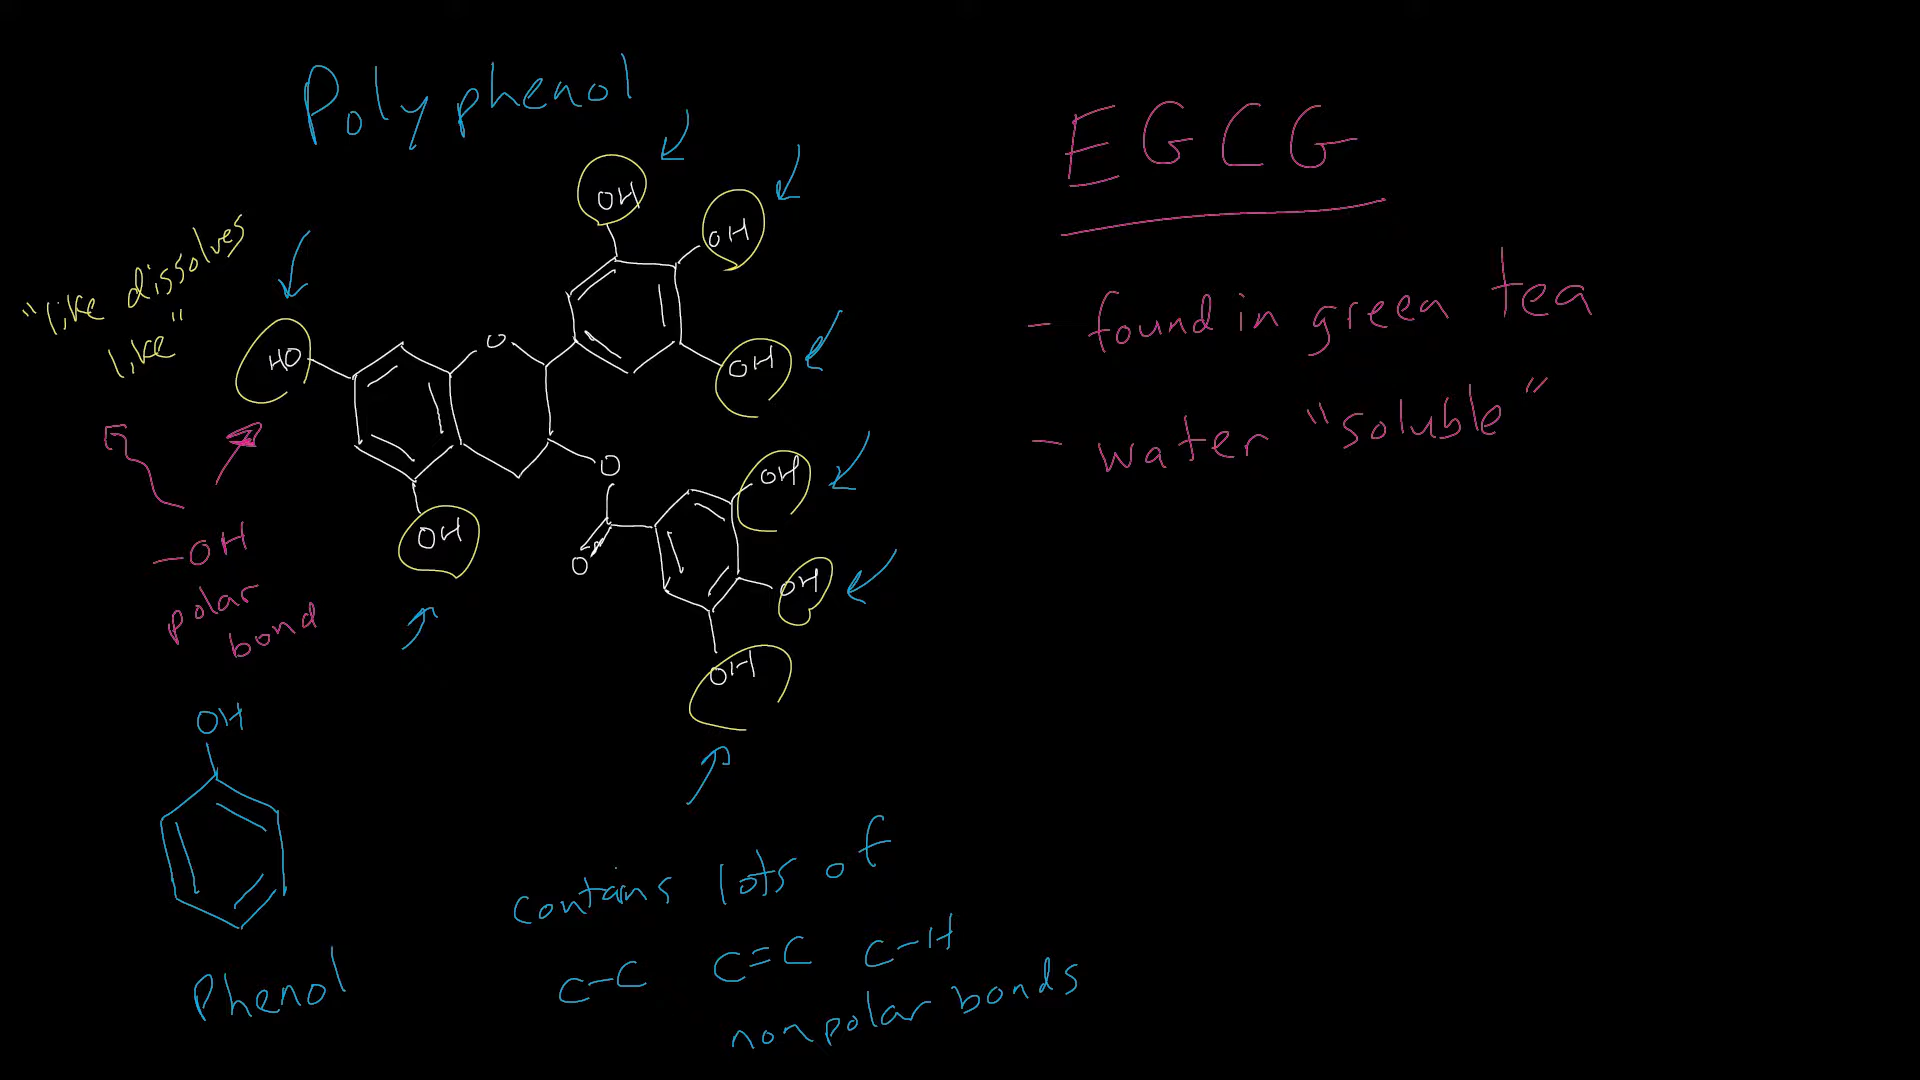 Polyphenol
EGCG
- found in green tea
- water "soluble"
"like dissolves
like"
OH
OH
OH
HO
O
O
O
OH
OH
OH
OH
-OH
polar
bond
OH
Phenol
contains lots of
C-C C=C C-H
nonpolar bonds